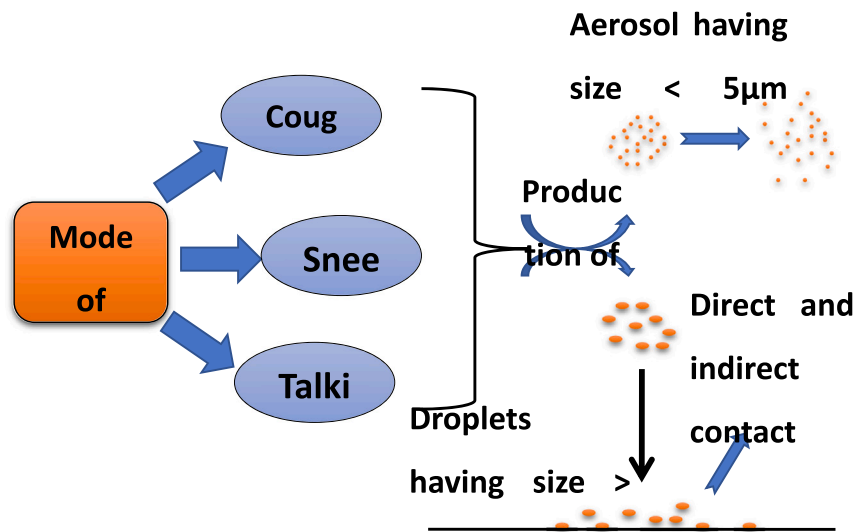 Mode
of
Coug
Snee
Talki
Produc
tion of
Aerosol having
size < 5µm
Direct and
indirect
contact
Droplets
having size >